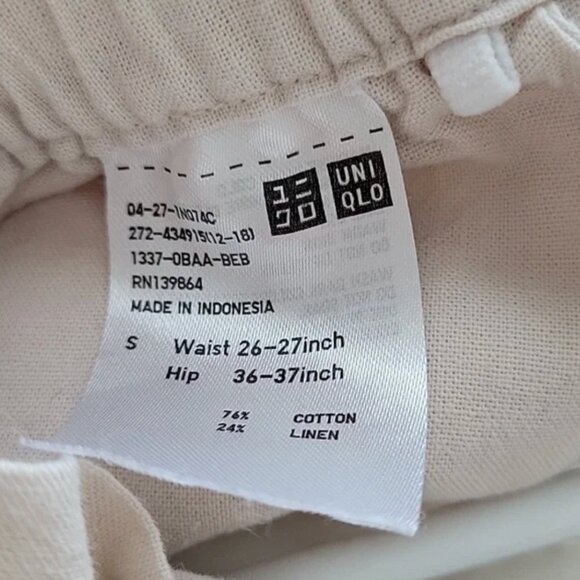 ユニ
クロ
UNI
QLO
04-27-1N074C
272-434915(12-18)
1337-0BAA-BEB
RN139864
MADE IN INDONESIA
S Waist 26-27inch
Hip 36-37inch
76% COTTON
24% LINEN